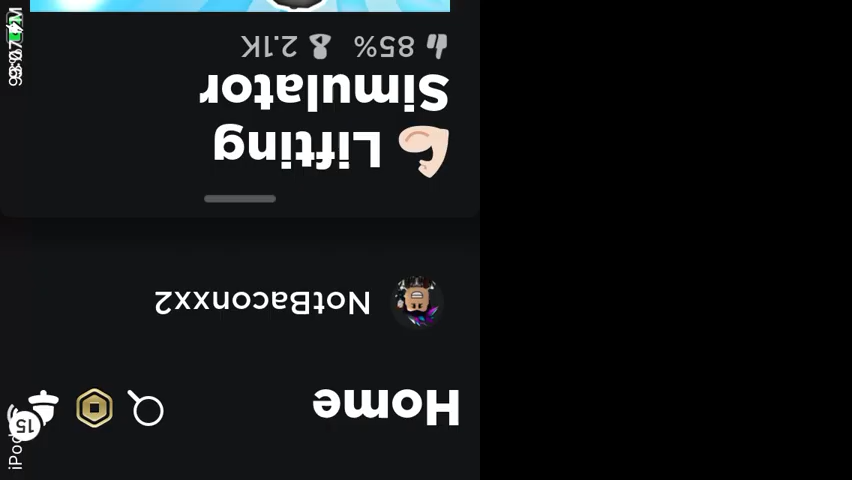 Home
15
NotBaconxx2
Lifting
Simulator
85% 2.1K
iPod